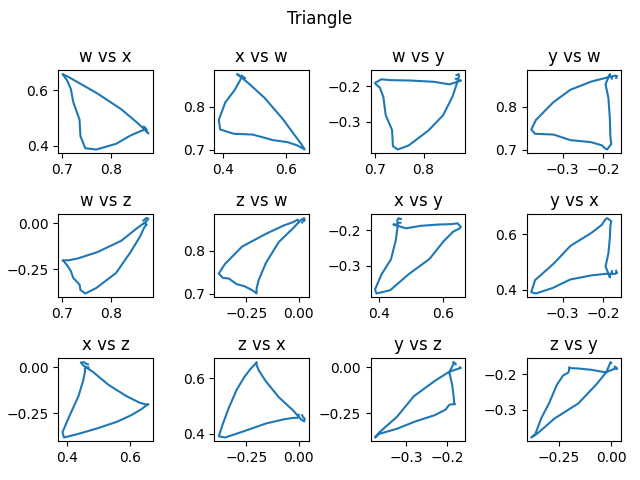 Triangle
w vs x
x vs w
w vs y
y vs w
0.6
0.4
0.7 0.8
0.8
0.7
0.4 0.6
−0.2
−0.3
0.7 0.8
0.8
0.7
−0.3 −0.2
w vs z
z vs w
x vs y
y vs x
0.00
−0.25
0.7 0.8
0.8
0.7
−0.25 0.00
−0.2
−0.3
0.4 0.6
0.6
0.4
−0.3 −0.2
x vs z
z vs x
y vs z
z vs y
0.00
−0.25
0.4 0.6
0.6
0.4
−0.25 0.00
0.00
−0.25
−0.3 −0.2
−0.2
−0.3
−0.25 0.00